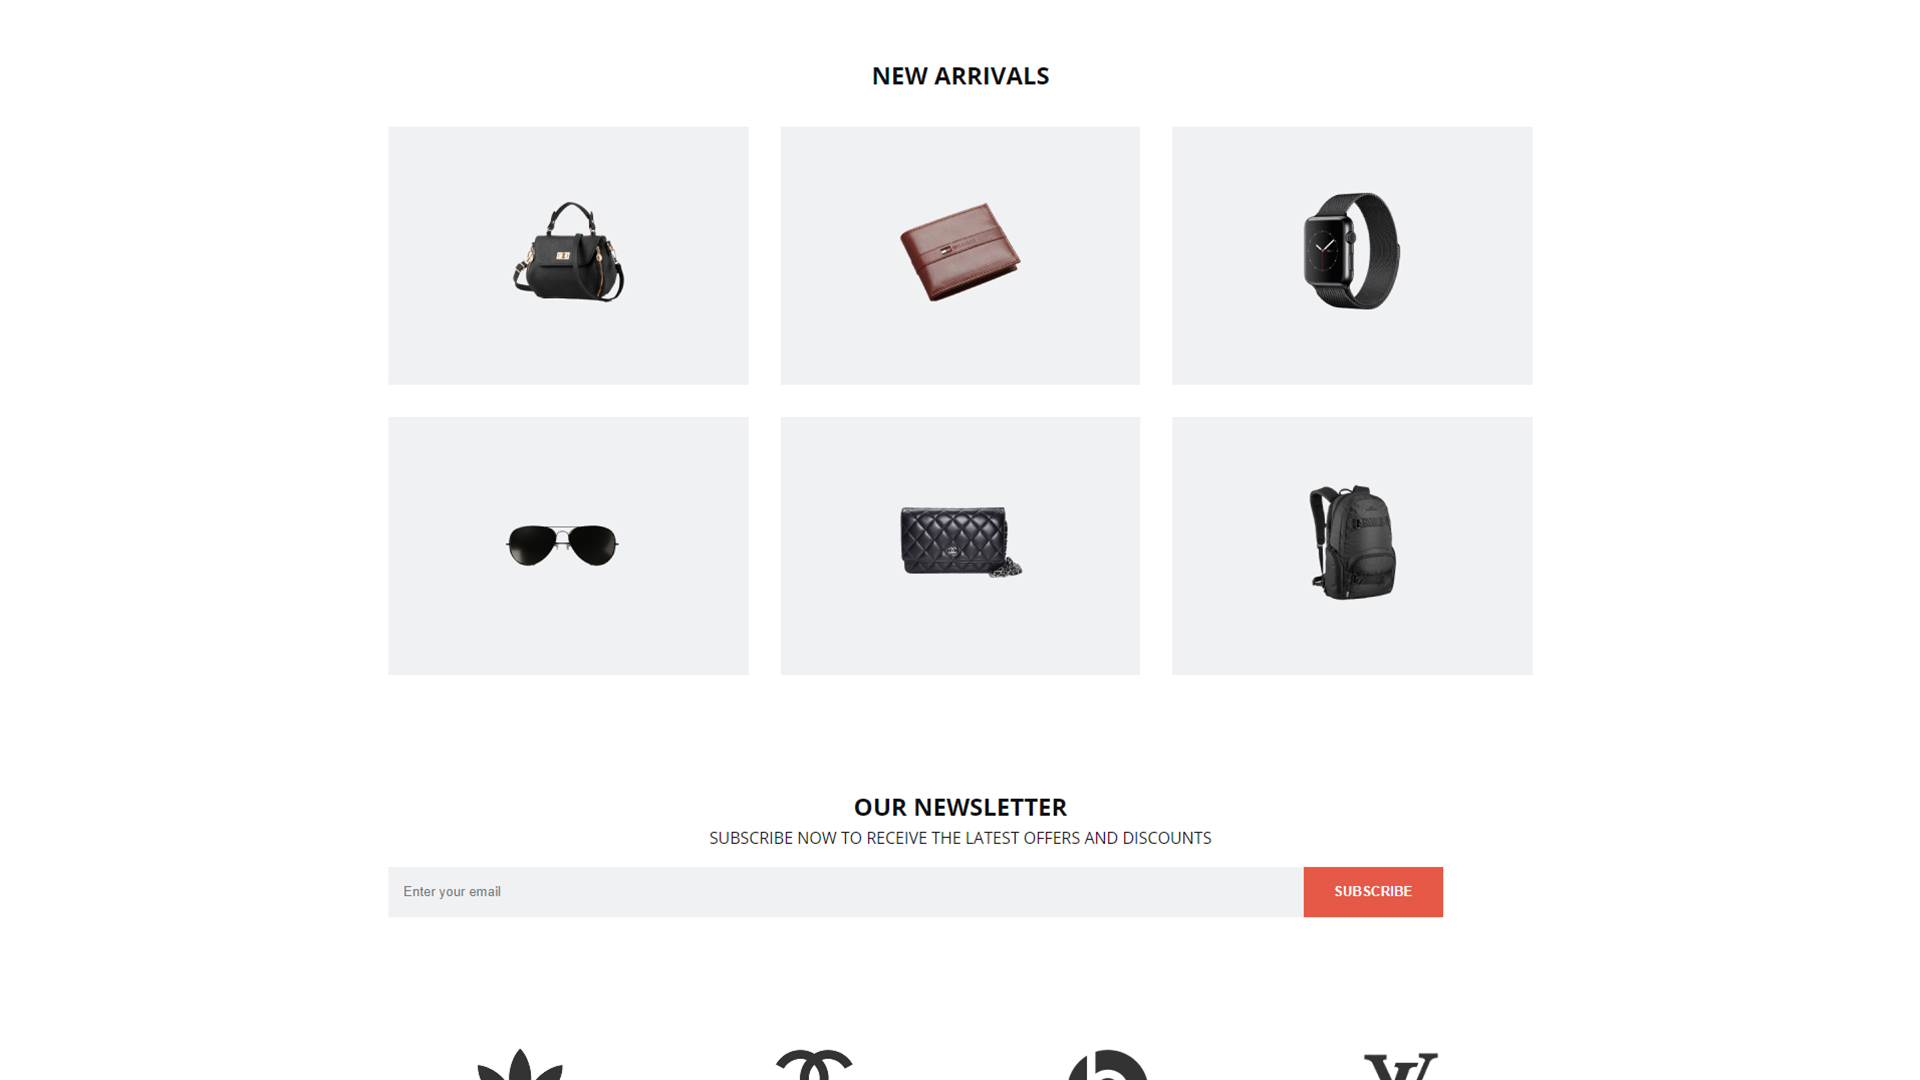 NEW ARRIVALS
OUR NEWSLETTER
SUBSCRIBE NOW TO RECEIVE THE LATEST OFFERS AND DISCOUNTS
Enter your email
SUBSCRIBE